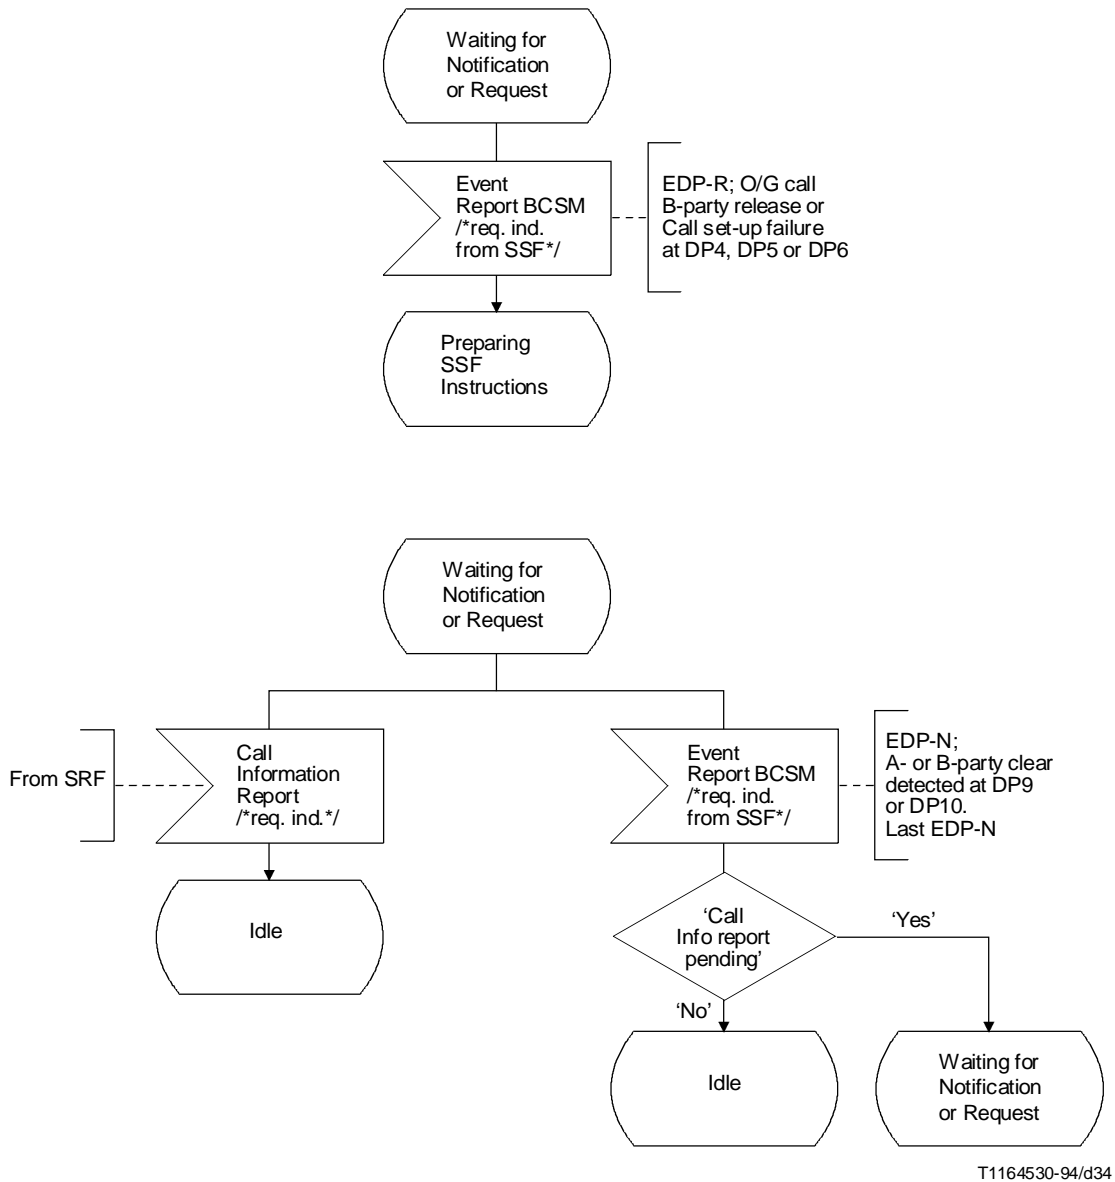 Waiting for
Notification
or Request
Event
Report BCSM
/*req. ind.
from SSF*/
EDP-R; O/G call
B-party release or
Call set-up failure
at DP4, DP5 or DP6
Preparing
SSF
Instructions
Waiting for
Notification
or Request
From SRF
Call
Information
Report
/*req. ind.*/
Event
Report BCSM
/*req. ind.
from SSF*/
EDP-N;
A- or B-party clear
detected at DP9
or DP10.
Last EDP-N
Idle
‘Call
Info report
pending’
‘Yes’
‘No’
Idle
Waiting for
Notification
or Request
T1164530-94/d34